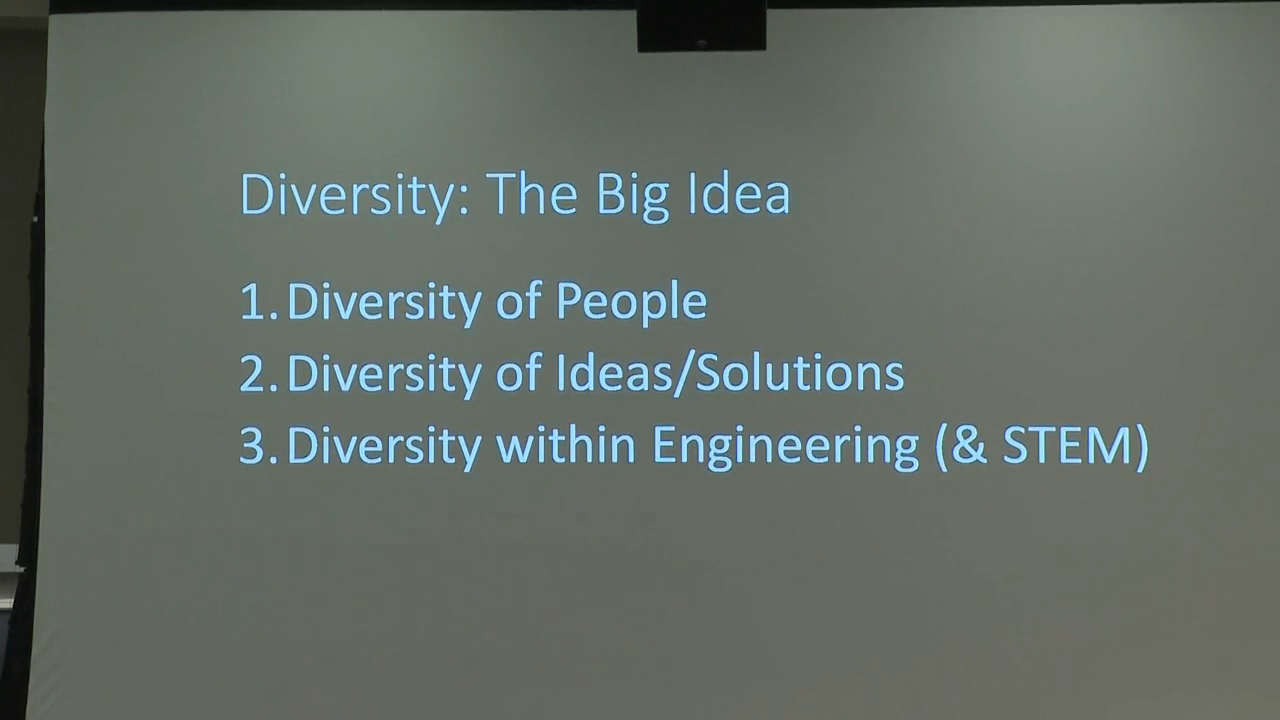 Diversity: The Big Idea
1. Diversity of People
2. Diversity of Ideas/Solutions
3. Diversity within Engineering (& STEM)